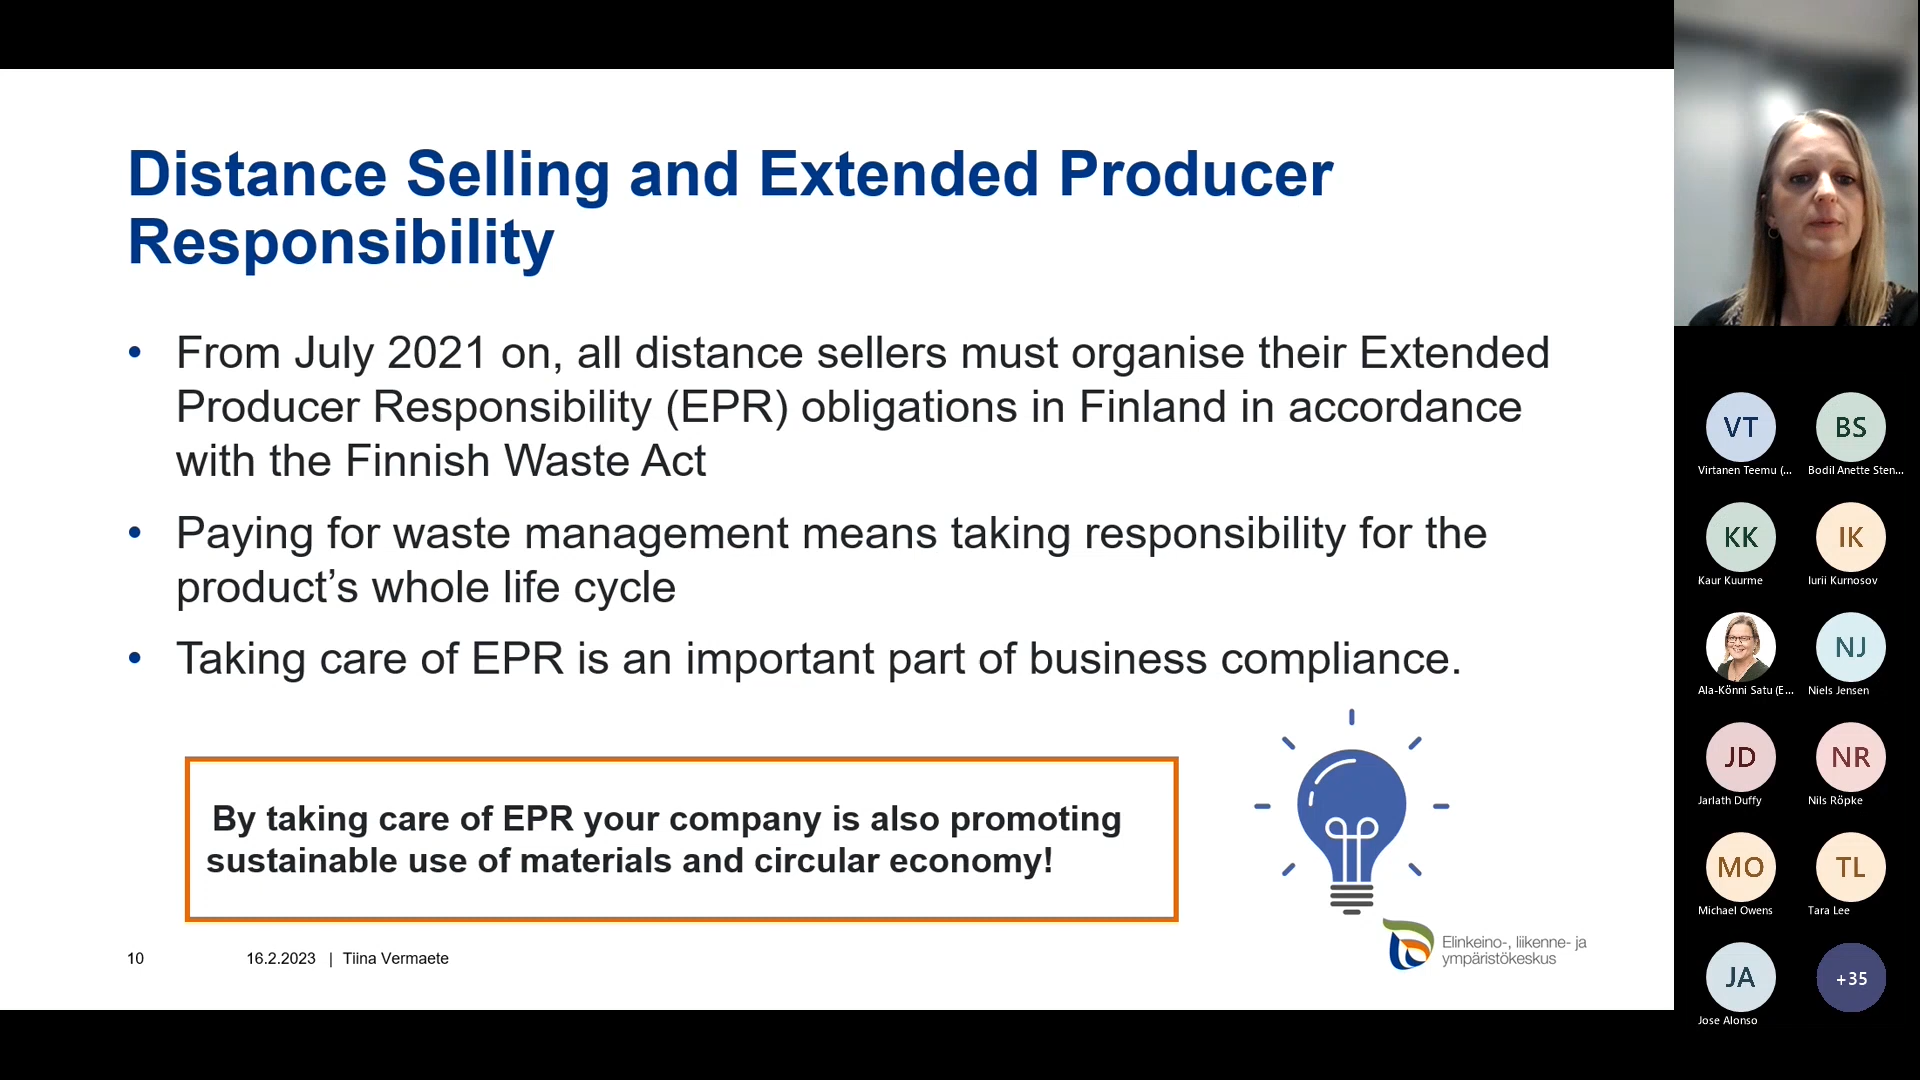 Distance Selling and Extended Producer
Responsibility
• From July 2021 on, all distance sellers must organise their Extended
Producer Responsibility (EPR) obligations in Finland in accordance
with the Finnish Waste Act
• Paying for waste management means taking responsibility for the
product’s whole life cycle
• Taking care of EPR is an important part of business compliance.
By taking care of EPR your company is also promoting
sustainable use of materials and circular economy!
10 16.2.2023 | Tiina Vermaete
Elinkeino-, liikenne- ja
ympäristökeskus
VT BS
Virtanen Teemu (... Bodil Anette Sten...
KK IK
Kaur Kuurme Iurii Kurnosov
NJ
Ala-Könni Satu (E... Niels Jensen
JD NR
Jarlath Duffy Nils Röpke
MO TL
Michael Owens Tara Lee
JA +35
Jose Alonso